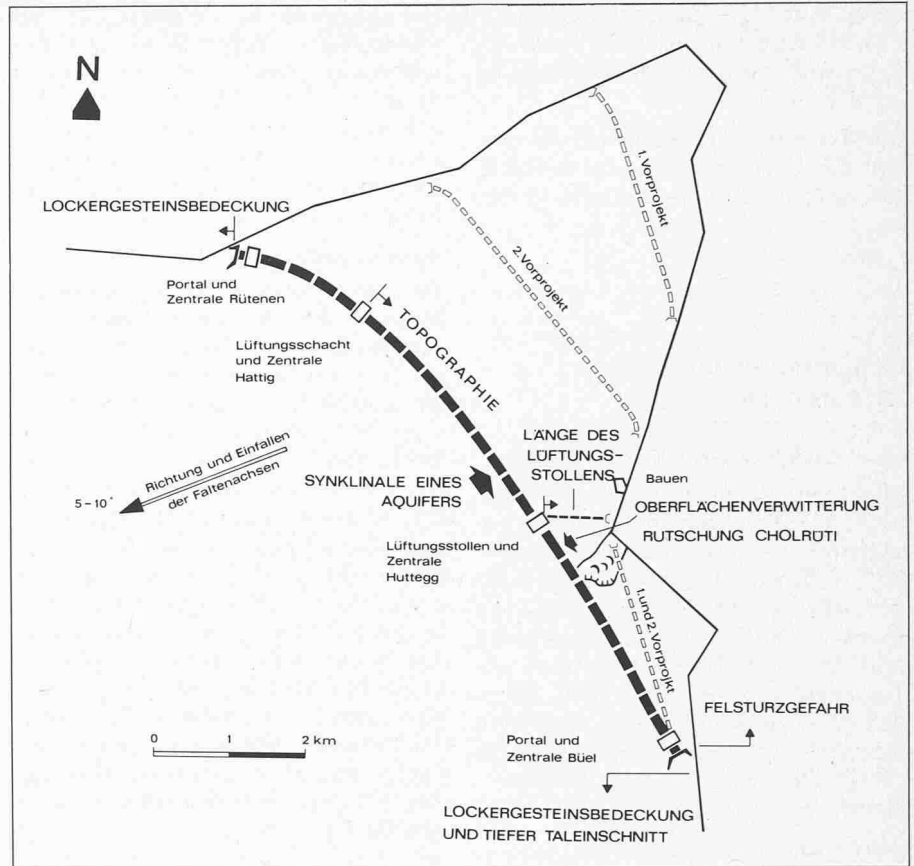 N
LOCKERGESTEINSBEDECKUNG
1. Vorprojekt
2. Vorprojekt
Portal und
Zentrale Rütenen
Lüftungsschacht
und Zentrale
Hattig
TOPOGRAPHIE
Richtung und Einfallen
der Faltenachsen
5-10°
LÄNGE DES
LÜFTUNGS-
STOLLENS
SYNKLINALE EINES
AQUIFERS
Bauen
OBERFLÄCHENVERWITTERUNG
RUTSCHUNG CHOLRÜTI
Lüftungsstollen und
Zentrale
Huttegg
1. und 2. Vorprojkt
FELSTURZGEFAHR
Portal und
Zentrale Büel
0 1 2 km
LOCKERGESTEINSBEDECKUNG
UND TIEFER TALEINSCHNITT